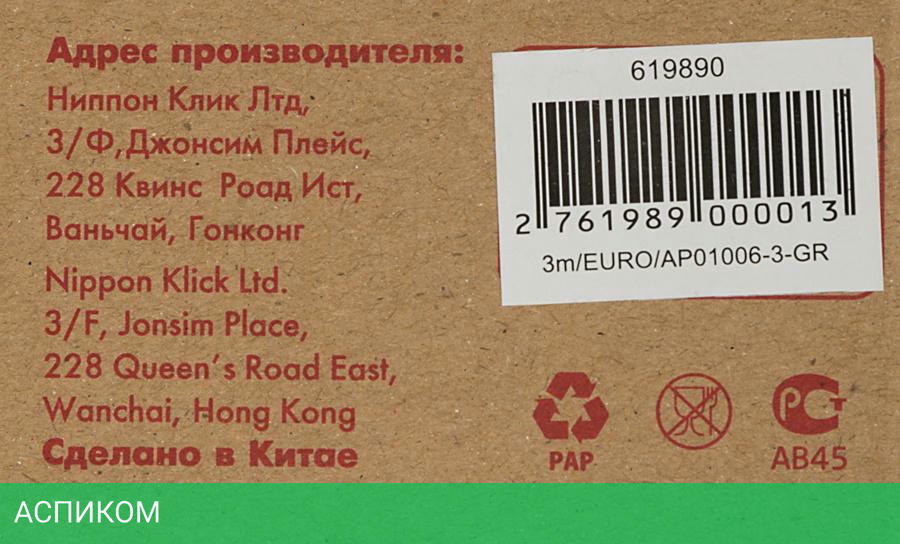 Адрес производителя:
Ниппон Клик Лтд,
3/Ф,Джонсим Плейс,
228 Квинс Роад Ист,
Ваньчай, Гонконг
Nippon Klick Ltd.
3/F, Jonsim Place,
228 Queen's Road East,
Wanchai, Hong Kong
Сделано в Китае
619890
2 761989 000013
3m/EURO/AP01006-3-GR
PAP
РСТ
АВ45
АСПИКОМ